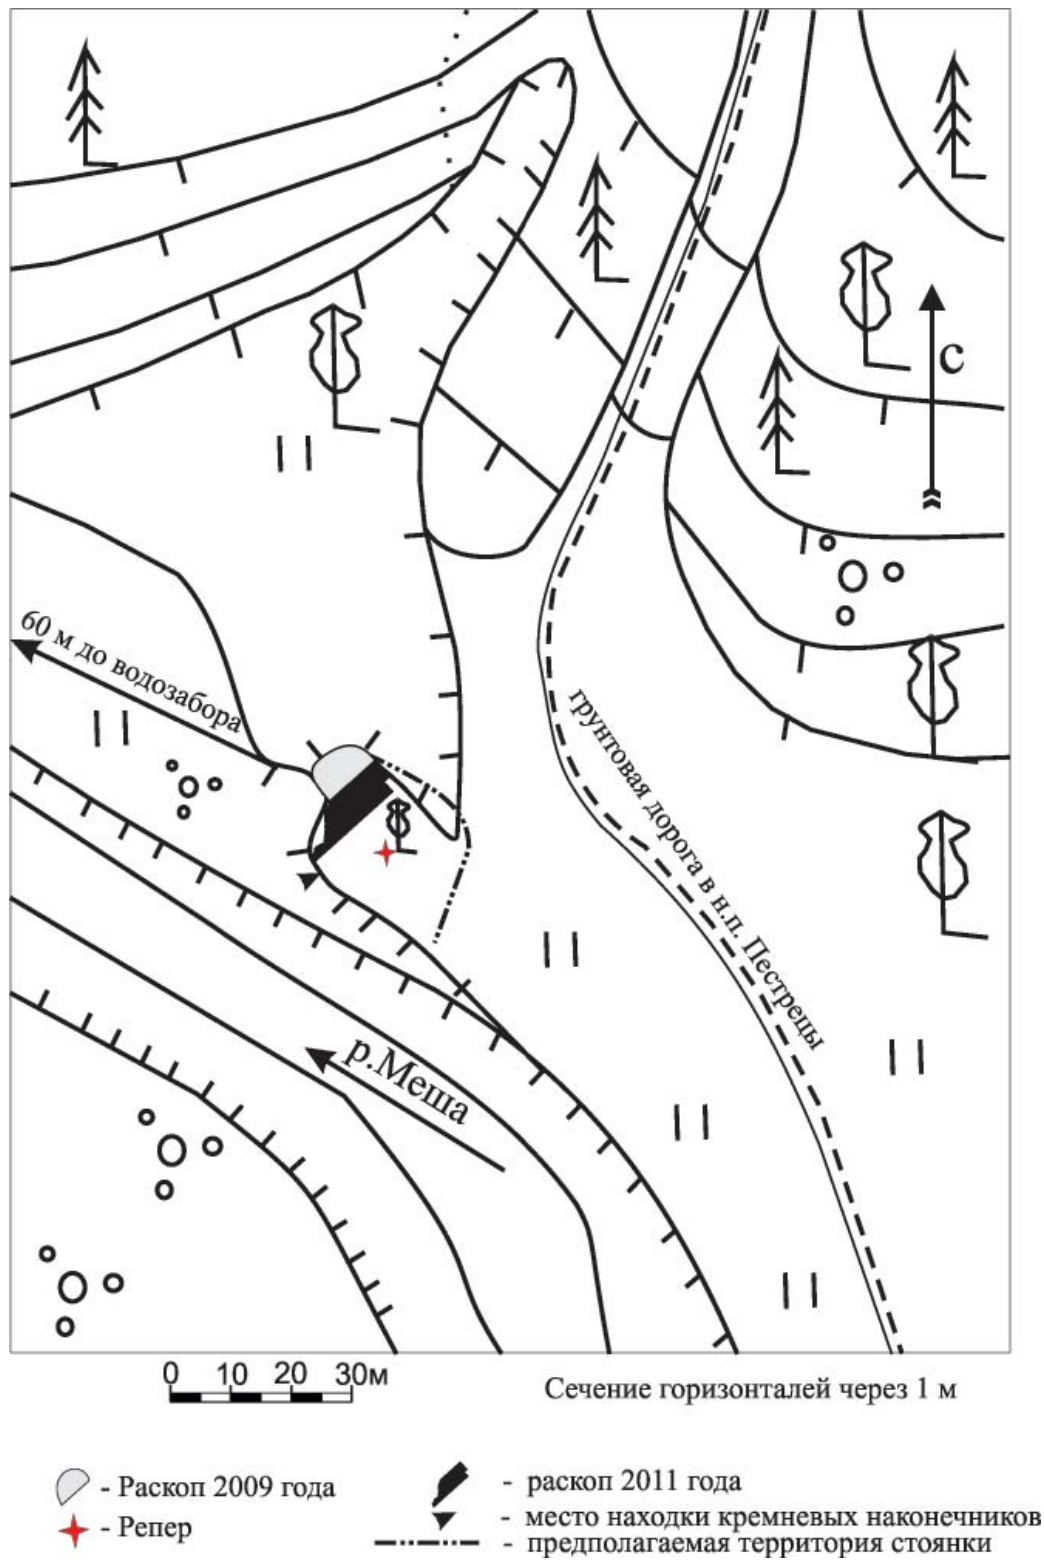 с
60 м до водозабора
грунтовая дорога в н.п. Пестрецы
р.Меша
0 10 20 30м
Сечение горизонталей через 1 м
- Раскоп 2009 года
- раскоп 2011 года
- Репер
- место находки кремневых наконечников
- предполагаемая территория стоянки